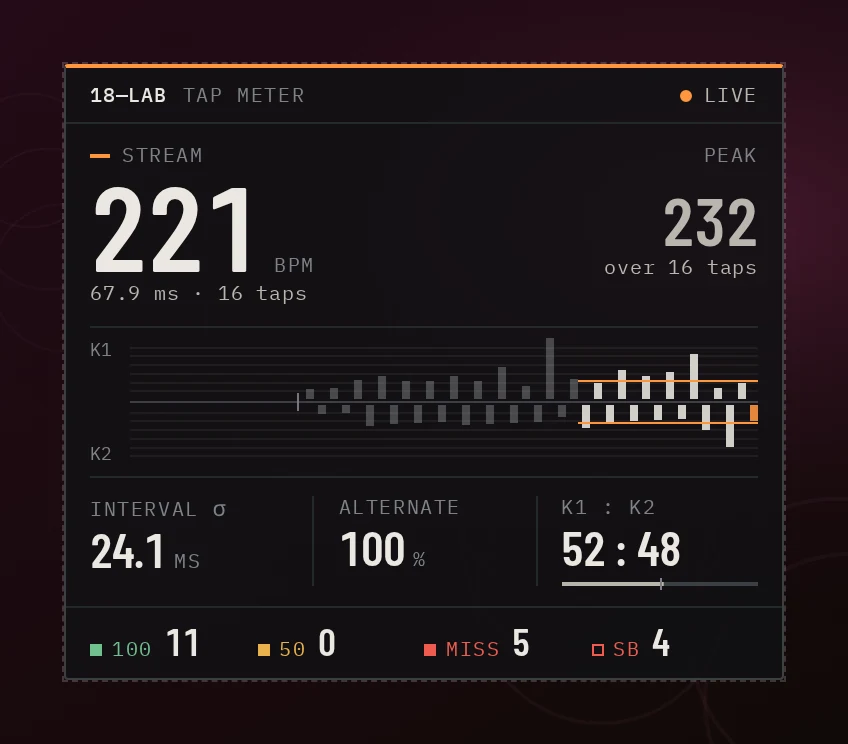 18—LAB TAP METER LIVE
STREAM PEAK
221 BPM 232
67.9 ms · 16 taps over 16 taps
K1
K2
INTERVAL σ ALTERNATE K1 : K2
24.1 MS 100 % 52 : 48
100 11 50 0 MISS 5 SB 4